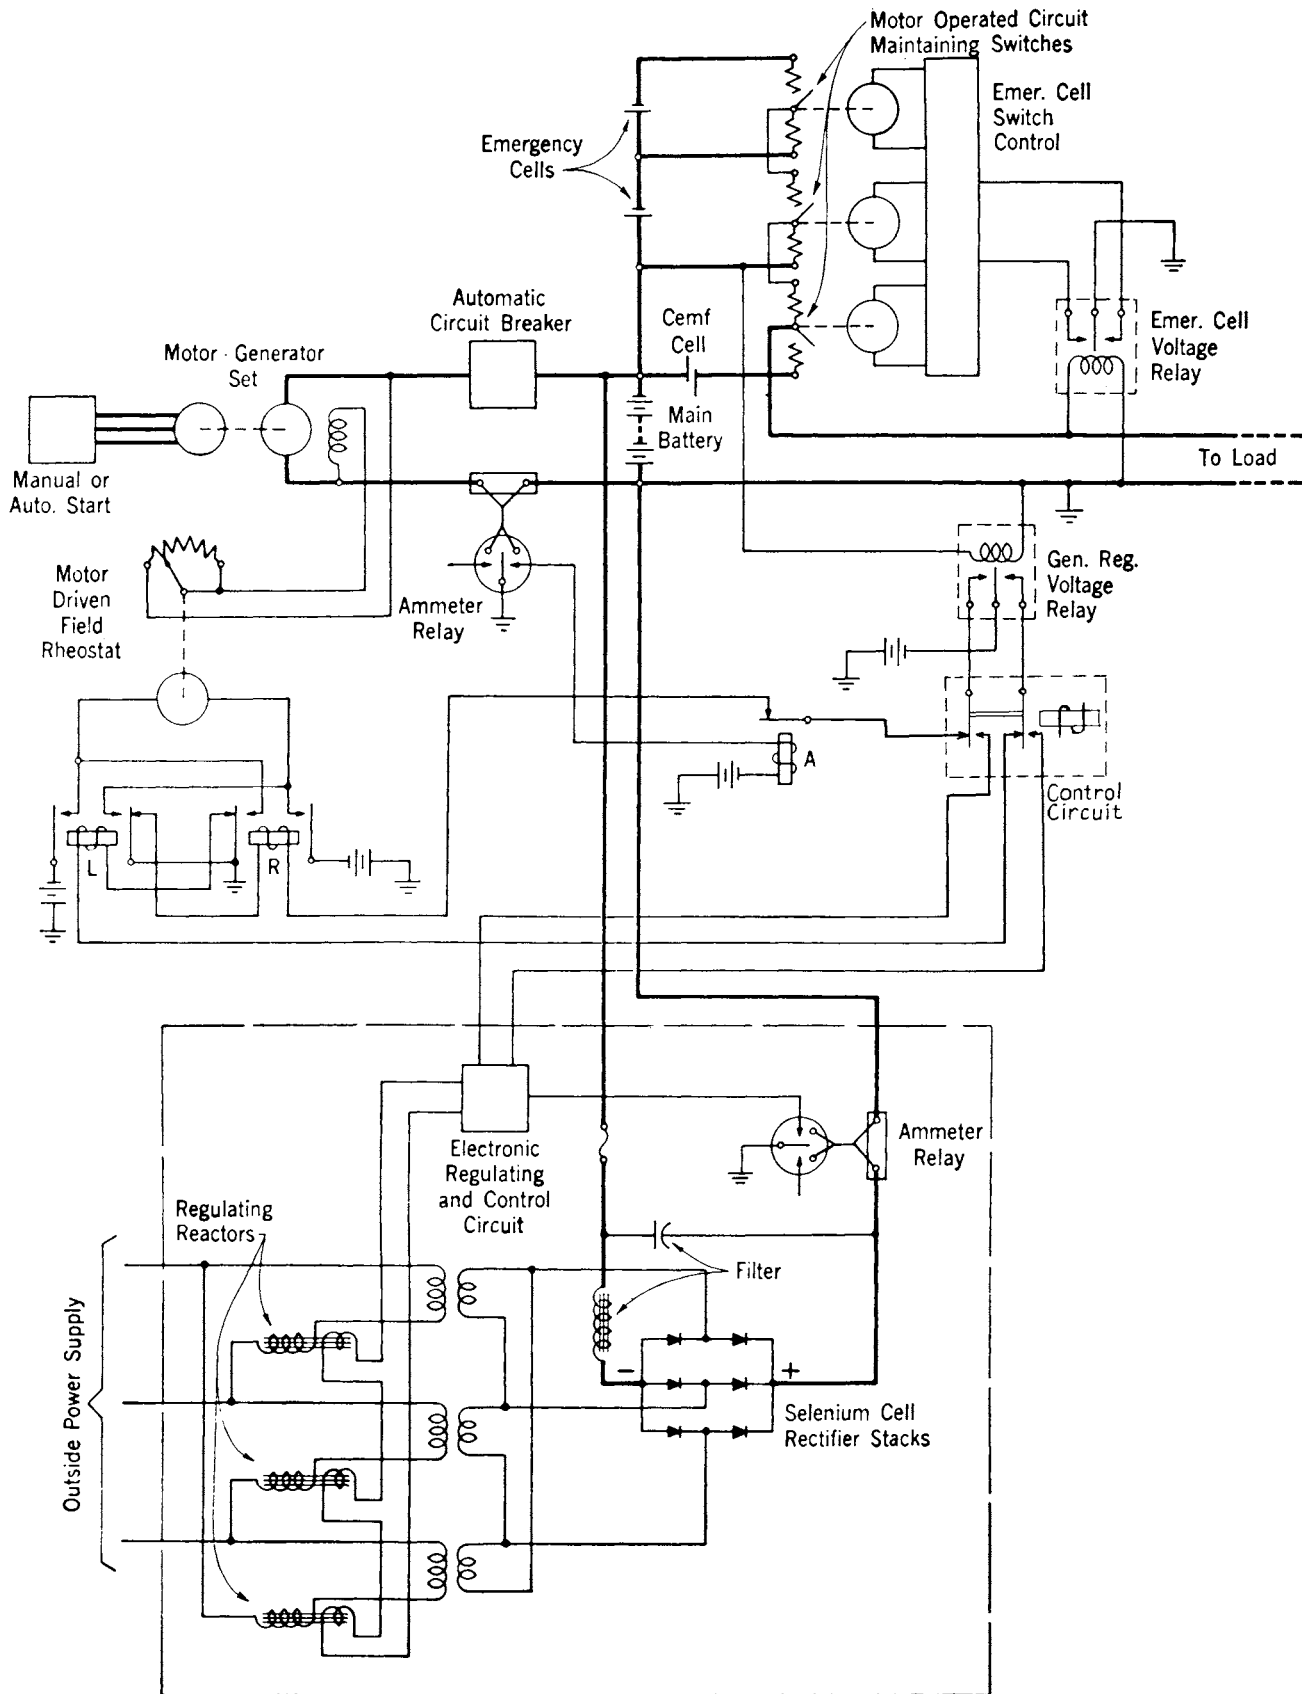 Motor Operated Circuit
Maintaining Switches
Emer. Cell
Switch
Control
Emergency
Cells
Automatic
Circuit Breaker
Cemf
Cell
Emer. Cell
Voltage
Relay
Motor - Generator
Set
Main
Battery
To Load
Manual or
Auto. Start
Gen. Reg.
Voltage
Relay
Motor
Driven
Field
Rheostat
Ammeter
Relay
A
Control
Circuit
L
R
Electronic
Regulating
and Control
Circuit
Ammeter
Relay
Regulating
Reactors
Filter
Outside Power Supply
−
+
Selenium Cell
Rectifier Stacks